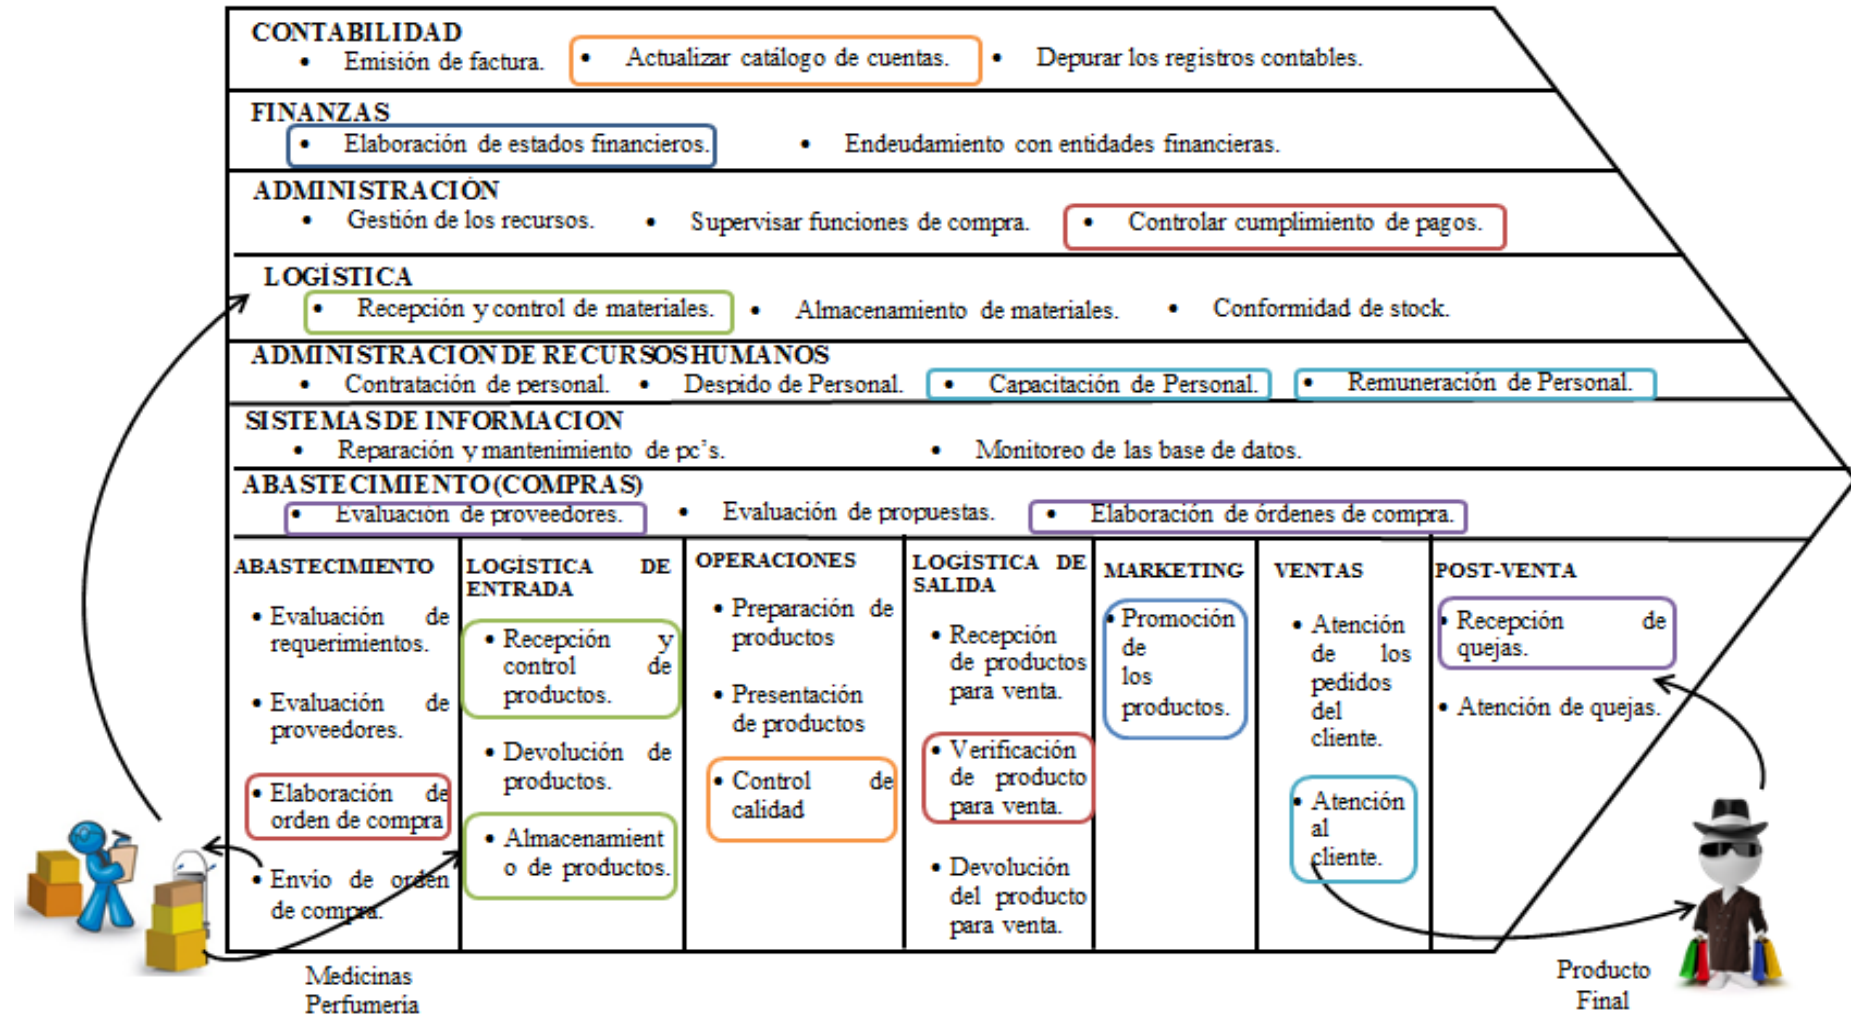 CONTABILIDAD
• Emisión de factura. • Actualizar catálogo de cuentas. • Depurar los registros contables.
FINANZAS
• Elaboración de estados financieros. • Endeudamiento con entidades financieras.
ADMINISTRACIÓN
• Gestión de los recursos. • Supervisar funciones de compra. • Controlar cumplimiento de pagos.
LOGÍSTICA
• Recepción y control de materiales. • Almacenamiento de materiales. • Conformidad de stock.
ADMINISTRACION DE RECURSOS HUMANOS
• Contratación de personal. • Despido de Personal. • Capacitación de Personal. • Remuneración de Personal.
SISTEMAS DE INFORMACION
• Reparación y mantenimiento de pc’s. • Monitoreo de las base de datos.
ABASTECIMIENTO (COMPRAS)
• Evaluación de proveedores. • Evaluación de propuestas. • Elaboración de órdenes de compra.
ABASTECIMIENTO
• Evaluación de
requerimientos.
• Evaluación de
proveedores.
• Elaboración de
orden de compra
• Envío de orden
de compra.
LOGÍSTICA DE
ENTRADA
• Recepción y
control de
productos.
• Devolución de
productos.
• Almacenamient
o de productos.
OPERACIONES
• Preparación de
productos
• Presentación
de productos
• Control de
calidad
LOGÍSTICA DE
SALIDA
• Recepción
de productos
para venta.
• Verificación
de producto
para venta.
• Devolución
del producto
para venta.
MARKETING
• Promoción
de
los
productos.
VENTAS
• Atención
de los
pedidos
del
cliente.
• Atención
al
cliente.
POST-VENTA
• Recepción de
quejas.
• Atención de quejas.
Medicinas
Perfumeria
Producto
Final